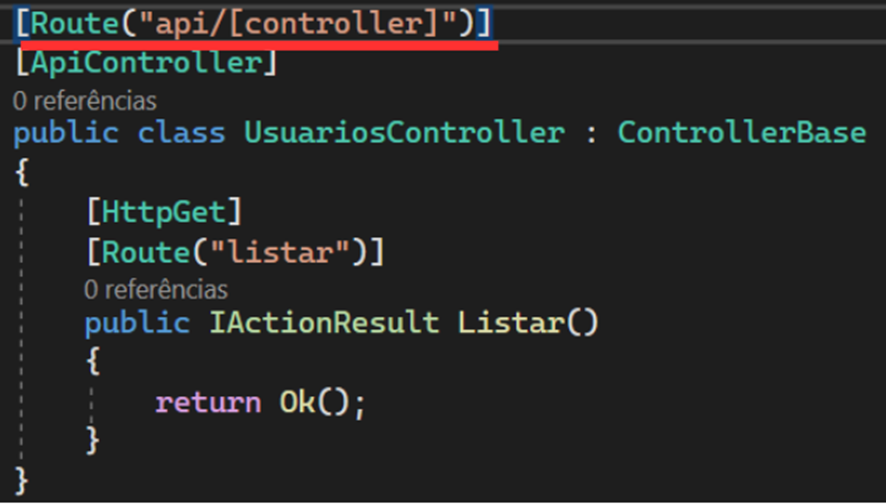 [Route("api/[controller]")]
[ApiController]
0 referências
public class UsuariosController : ControllerBase
{
[HttpGet]
[Route("listar")]
0 referências
public IActionResult Listar()
{
return Ok();
}
}